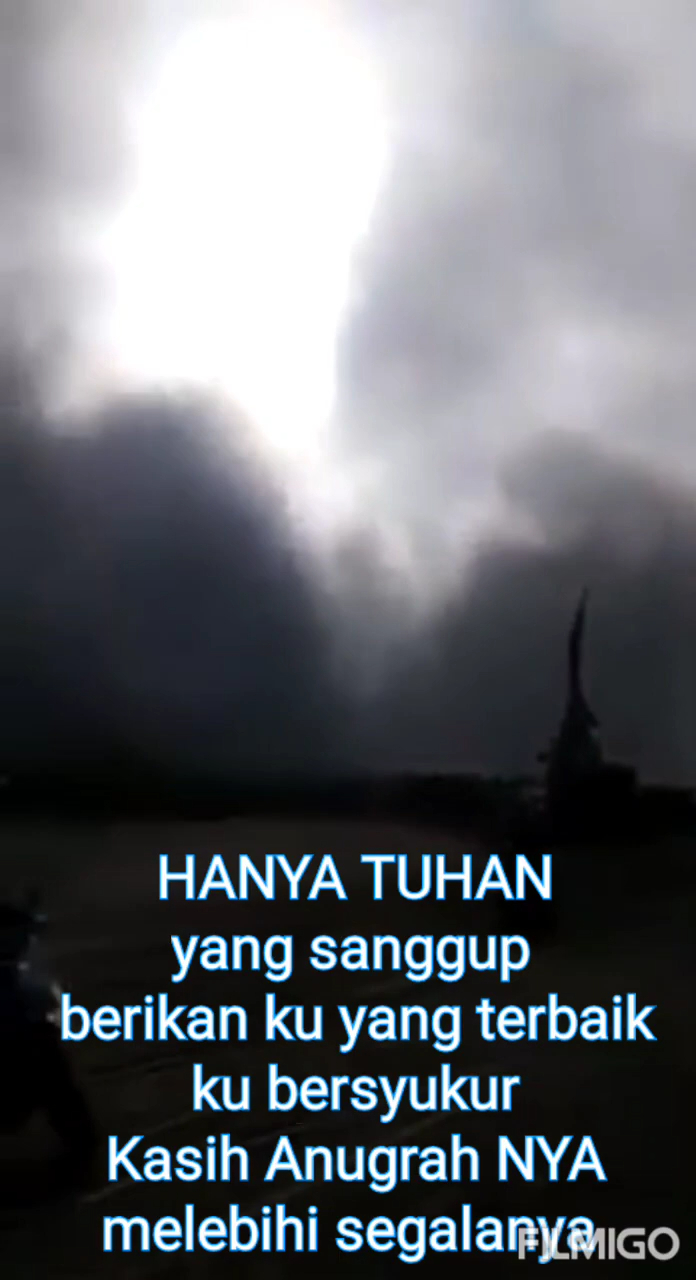 HANYA TUHAN
yang sanggup
berikan ku yang terbaik
ku bersyukur
Kasih Anugrah NYA
melebihi segalanya
FILMIGO